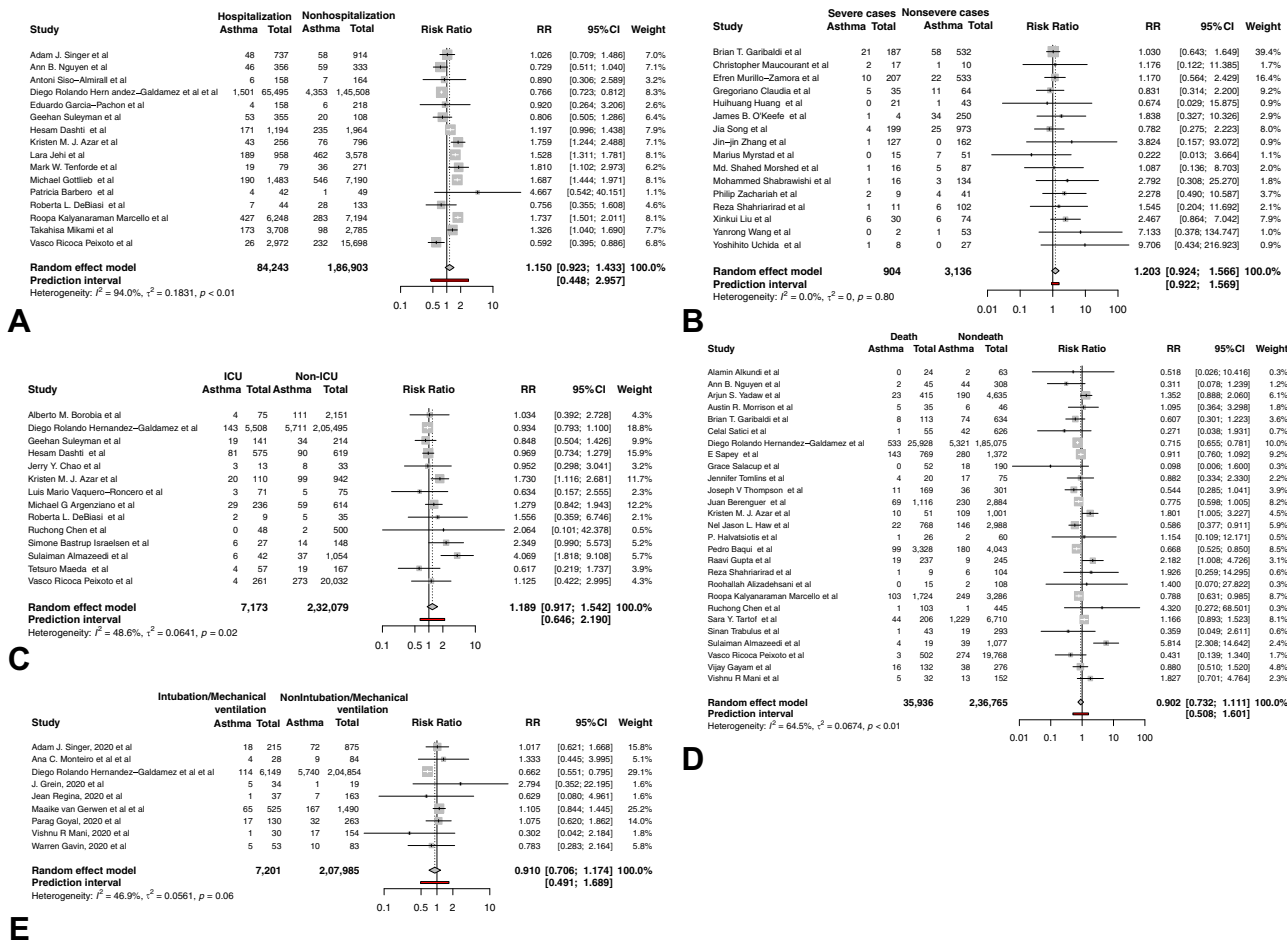 Hospitalization Nonhospitalization
Study Asthma Total Asthma Total Risk Ratio RR 95%CI Weight
Adam J. Singer et al 48 737 58 914 1.026 [0.709; 1.486] 7.0%
Ann B. Nguyen et al 46 356 59 333 0.729 [0.511; 1.040] 7.1%
Antoni Siso-Almirall et al 6 158 7 164 0.890 [0.306; 2.589] 3.2%
Diego Rolando Hern andez-Galdamez et al et al 1,501 65,495 4,353 1,45,508 0.766 [0.723; 0.812] 8.3%
Eduardo Garcia-Pachon et al 4 158 6 218 0.920 [0.264; 3.206] 2.6%
Geehan Suleyman et al 53 355 20 108 0.806 [0.505; 1.286] 6.4%
Hesam Dashti et al 171 1,194 235 1,964 1.197 [0.996; 1.438] 8.1%
Kristen M.J. Azar et al 43 256 76 796 1.759 [1.244; 2.488] 7.1%
Lara Jehi et al 189 958 462 3,578 1.528 [1.311; 1.781] 8.1%
Mark W. Tenforde et al 19 79 36 271 1.810 [1.102; 2.973] 6.2%
Michael Gottlieb et al 190 1,483 546 7,190 1.687 [1.444; 1.971] 8.1%
Patricia Barbero et al 4 42 1 49 4.667 [0.542; 40.151] 1.1%
Roberta L. DeBiasi et al 7 44 28 133 0.756 [0.355; 1.608] 4.6%
Roopa Kalyanaraman Marcello et al 427 6,248 283 7,194 1.737 [1.501; 2.011] 8.1%
Takahisa Mikami et al 173 3,708 98 2,785 1.326 [1.040; 1.690] 7.7%
Vasco Ricoca Peixoto et al 26 2,972 232 15,698 0.592 [0.395; 0.886] 6.8%
Random effect model 84,243 1,86,903 1.150 [0.923; 1.433] 100.0%
Prediction interval [0.448; 2.957]
Heterogeneity: I² = 94.0%, τ² = 0.1831, p < 0.01
0.1 0.5 1 2 10
A
Severe cases Nonsevere cases
Study Asthma Total Asthma Total Risk Ratio RR 95%CI Weight
Brian T. Garibaldi et al 21 187 58 532 1.030 [0.643; 1.649] 39.4%
Christopher Maucourant et al 2 17 1 10 1.176 [0.122; 11.385] 1.7%
Efren Murillo-Zamora et al 10 207 22 533 1.170 [0.564; 2.429] 16.3%
Gregoriano Claudia et al 5 35 11 64 0.831 [0.314; 2.200] 9.2%
Huihuang Huang et al 0 21 1 43 0.674 [0.029; 15.875] 0.9%
James B. O'Keeffe et al 1 4 34 250 1.838 [0.327; 10.326] 2.9%
Jia Song et al 4 199 25 973 0.782 [0.275; 2.223] 8.0%
Jin-jin Zhang et al 1 127 0 162 3.824 [0.157; 93.072] 0.9%
Marius Myrstad et al 0 15 7 51 0.222 [0.013; 3.664] 1.1%
Md. Shahed Morshed et al 1 16 5 87 1.087 [0.136; 8.703] 2.0%
Mohammed Shabrawishi et al 1 16 3 134 2.792 [0.308; 25.270] 1.8%
Philip Zachariah et al 2 9 4 41 2.278 [0.490; 10.587] 3.7%
Reza Shahriarirad et al 1 11 6 102 1.545 [0.204; 11.692] 2.1%
Xinkui Liu et al 6 30 6 74 2.467 [0.864; 7.042] 7.9%
Yanrong Wang et al 0 2 1 53 7.133 [0.378; 134.747] 1.0%
Yoshihito Uchida et al 1 8 0 27 9.706 [0.434; 216.923] 0.9%
Random effect model 904 3,136 1.203 [0.924; 1.566] 100.0%
Prediction interval [0.922; 1.569]
Heterogeneity: I² = 0.0%, τ² = 0, p = 0.80
0.01 0.1 1 10 100
B
ICU Non-ICU
Study Asthma Total Asthma Total Risk Ratio RR 95%CI Weight
Alberto M. Borobia et al 4 75 111 2,151 1.034 [0.392; 2.728] 4.3%
Diego Rolando Hernandez-Galdamez et al 143 5,508 5,711 2,05,495 0.934 [0.793; 1.100] 18.8%
Geehan Suleyman et al 19 141 34 214 0.848 [0.504; 1.426] 10.1%
Hesam Dashti et al 81 575 90 619 0.969 [0.734; 1.279] 15.9%
Jerry Y. Chao et al 3 13 8 33 0.952 [0.298; 3.041] 3.2%
Kristen M.J. Azar et al 20 110 99 942 1.730 [1.116; 2.681] 11.7%
Luis Mario Vaquero-Roncero et al 3 71 5 75 0.634 [0.157; 2.555] 2.4%
Michael G Argenziano et al 29 236 59 614 1.279 [0.842; 1.943] 12.2%
Roberta L. DeBiasi et al 2 9 5 35 1.556 [0.359; 6.746] 2.1%
Ruchong Chen et al 0 48 2 500 2.064 [0.101; 42.378] 0.5%
Simone Bastrup Israelsen et al 6 27 14 148 2.349 [0.990; 5.573] 5.1%
Sulaiman Almazeedi et al 6 42 37 1,054 4.069 [1.818; 9.108] 5.7%
Tetsuro Maeda et al 4 57 19 167 0.617 [0.219; 1.737] 3.9%
Vasco Ricoca Peixoto et al 4 261 273 20,032 1.125 [0.422; 2.995] 4.3%
Random effect model 7,173 2,32,079 1.189 [0.917; 1.542] 100.0%
Prediction interval [0.646; 2.190]
Heterogeneity: I² = 48.6%, τ² = 0.0641, p = 0.02
0.1 0.5 1 2 10
C
Death Nondeath
Study Asthma Total Asthma Total Risk Ratio RR 95%CI Weight
Alamin Alkundi et al 0 24 2 63 0.518 [0.026; 10.416] 0.3%
Ann B. Nguyen et al 2 45 44 308 0.311 [0.078; 1.239] 1.2%
Arjun S. Yadaw et al 23 415 190 4,635 1.352 [0.888; 2.060] 6.2%
Austin R. Morrison et al 5 35 6 46 1.095 [0.364; 3.298] 1.8%
Brian T. Garibaldi et al 8 113 74 634 0.607 [0.301; 1.223] 3.5%
Celal Satici et al 1 55 42 626 0.271 [0.038; 1.931] 0.7%
Diego Rolando Hernandez-Galdamez et al 533 25,928 5,321 1,85,075 0.715 [0.655; 0.781] 10.0%
E Sapey et al 143 769 280 1,372 0.911 [0.760; 1.092] 9.2%
Grace Salacup et al 0 52 18 190 0.098 [0.006; 1.600] 0.4%
Jennifer Tomlins et al 4 20 17 75 0.882 [0.334; 2.330] 2.2%
Joseph V Thompson et al 11 169 36 301 0.544 [0.285; 1.041] 3.9%
Juan Berenguer et al 69 1,116 230 2,884 0.775 [0.598; 1.005] 8.3%
Kristen M.J. Azar et al 10 51 109 1,001 1.801 [1.005; 3.227] 4.3%
Nel Jason L. Haw et al 22 768 146 2,988 0.586 [0.377; 0.911] 5.9%
P. Halvatsiotis et al 1 26 2 60 1.154 [0.109; 12.171] 0.5%
Pedro Baqui et al 99 3,328 180 4,043 0.668 [0.525; 0.850] 8.5%
Raavi Gupta et al 19 237 9 245 2.182 [1.008; 4.726] 3.1%
Reza Shahriarirad et al 1 9 6 104 1.926 [0.259; 14.295] 0.7%
Roohallah Alizadehsani et al 0 15 2 108 1.400 [0.070; 27.822] 0.3%
Roopa Kalyanaraman Marcello et al 103 1,724 249 3,286 0.788 [0.631; 0.985] 8.7%
Ruchong Chen et al 1 103 1 445 4.320 [0.272; 68.501] 0.4%
Sara Y. Tartof et al 44 206 1,229 6,710 1.166 [0.893; 1.523] 8.2%
Sinan Trabulus et al 1 43 19 293 0.359 [0.049; 2.611] 0.7%
Sulaiman Almazeedi et al 4 19 39 1,077 5.814 [2.308; 14.642] 2.4%
Vasco Ricoca Peixoto et al 3 502 274 19,768 0.431 [0.139; 1.340] 1.7%
Vijay Gayam et al 16 132 38 276 0.880 [0.510; 1.520] 4.7%
Vishnu R Mani et al 5 32 13 152 1.827 [0.701; 4.764] 2.3%
Random effect model 35,936 2,36,765 0.902 [0.732; 1.111] 100.0%
Prediction interval [0.508; 1.601]
Heterogeneity: I² = 64.5%, τ² = 0.0674, p < 0.01
0.01 0.1 1 10 100
D
Intubation/Mechanical NonIntubation/Mechanical
ventilation ventilation
Study Asthma Total Asthma Total Risk Ratio RR 95%CI Weight
Adam J. Singer, 2020 et al 18 215 72 875 1.017 [0.621; 1.668] 15.8%
Ana C. Monteiro et al et al 4 28 9 84 1.333 [0.445; 3.995] 5.1%
Diego Rolando Hernandez-Galdamez et al et al 114 6,149 5,740 2,04,854 0.662 [0.551; 0.795] 29.1%
J. Grein, 2020 et al 5 34 1 19 2.794 [0.352; 22.195] 1.6%
Jean Regina, 2020 et al 1 37 7 163 0.629 [0.080; 4.961] 1.6%
Maaike van Gerwen et al et al 65 525 167 1,490 1.105 [0.844; 1.445] 25.2%
Parag Goyal, 2020 et al 17 130 32 263 1.075 [0.620; 1.862] 14.0%
Vishnu R Mani, 2020 et al 1 30 17 154 0.302 [0.042; 2.184] 1.8%
Warren Gavin, 2020 et al 5 53 10 83 0.783 [0.283; 2.164] 5.8%
Random effect model 7,201 2,07,985 0.910 [0.706; 1.174] 100.0%
Prediction interval [0.491; 1.689]
Heterogeneity: I² = 46.9%, τ² = 0.0561, p = 0.06
0.1 0.5 1 2 10
E